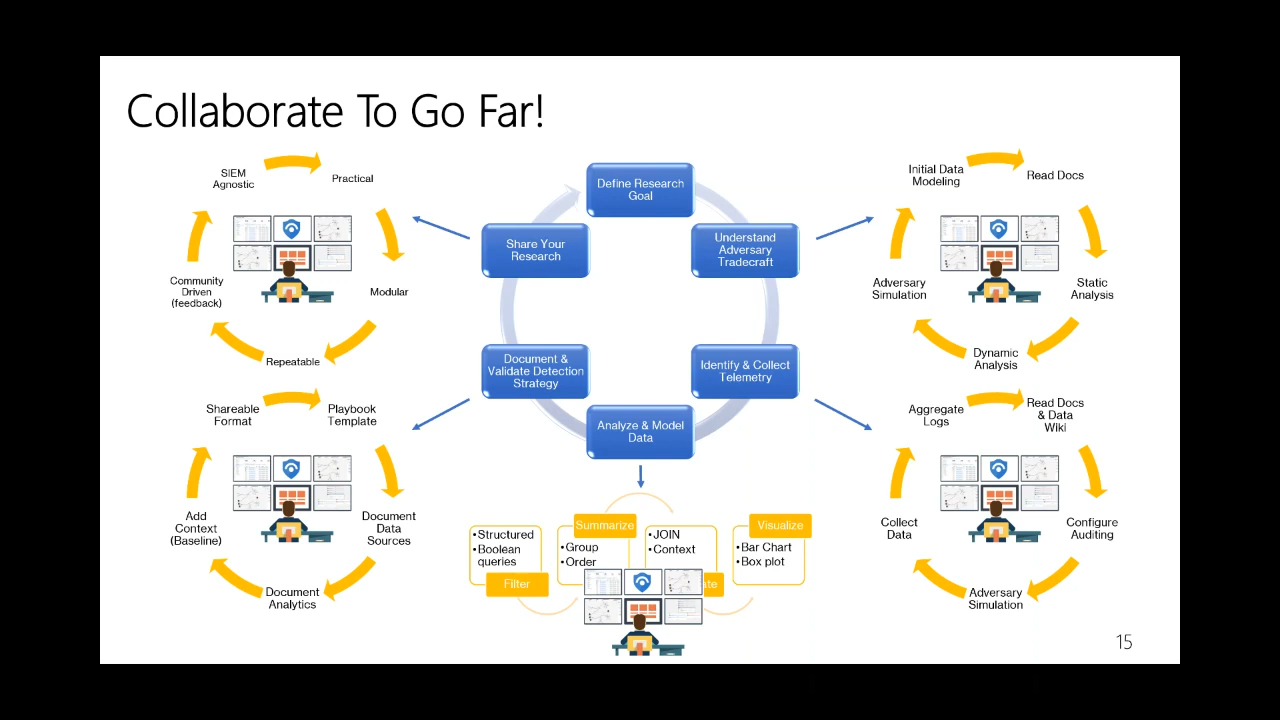 Collaborate To Go Far!
SIEM
Agnostic
Practical
Modular
Repeatable
Community
Driven
(feedback)
Define Research
Goal
Understand
Adversary
Tradecraft
Identify & Collect
Telemetry
Analyze & Model
Data
Document &
Validate Detection
Strategy
Share Your
Research
Initial Data
Modeling
Read Docs
Static
Analysis
Dynamic
Analysis
Adversary
Simulation
Shareable
Format
Playbook
Template
Document
Data
Sources
Document
Analytics
Add
Context
(Baseline)
•Structured
•Boolean
queries
Filter
Summarize
•Group
•Order
•JOIN
•Context
Visualize
•Bar Chart
•Box plot
Aggregate
Logs
Read Docs
& Data
Wiki
Configure
Auditing
Adversary
Simulation
Collect
Data
15